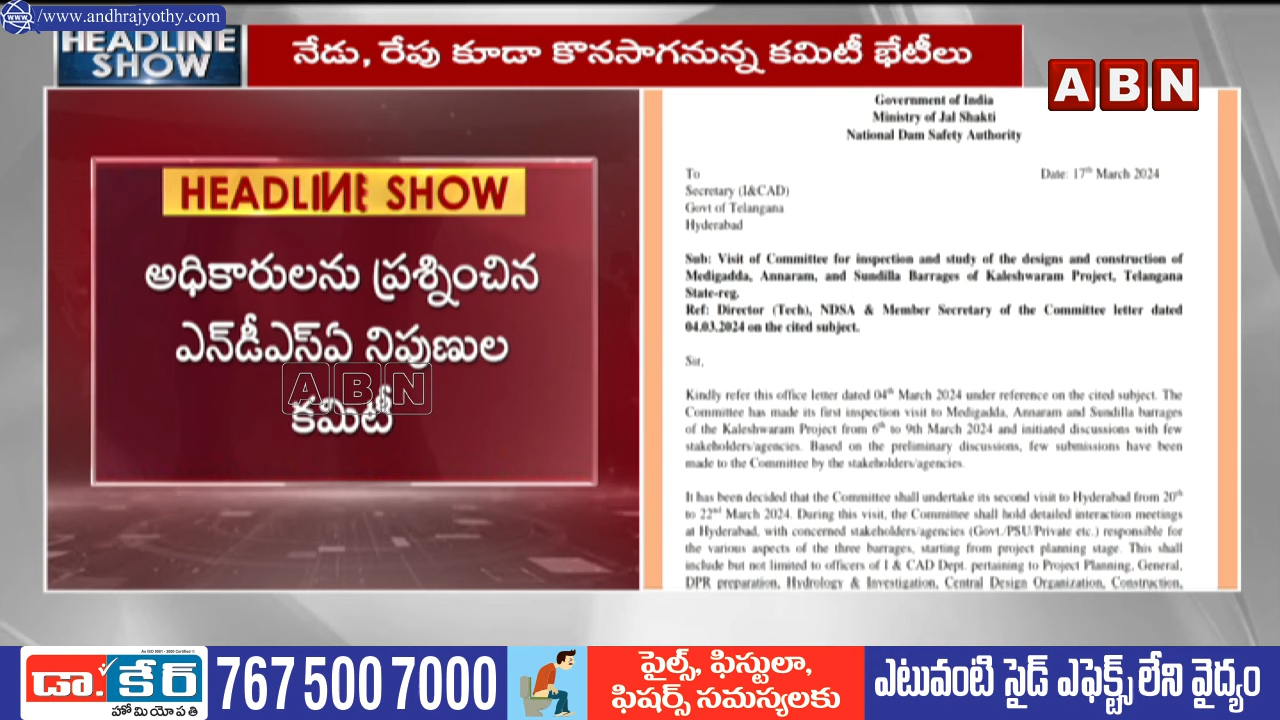 /www.andhrajyothy.com
HEADLINE
SHOW
నేడు, రేపు కూడా కొనసాగనున్న కమిటీ భేటీలు
ABN
HEADLINE SHOW
అధికారులను ప్రశ్నించిన
ఎన్‌డీఎస్‌ఏ నిపుణుల
కమిటీ
ABN
Government of India
Ministry of Jal Shakti
National Dam Safety Authority
To
Date: 17th March 2024
Secretary (I&CAD)
Govt of Telangana
Hyderabad
Sub: Visit of Committee for inspection and study of the designs and construction of
Medigadda, Annaram, and Sundilla Barrages of Kaleshwaram Project, Telangana
State-reg.
Ref: Director (Tech), NDSA & Member Secretary of the Committee letter dated
04.03.2024 on the cited subject.
Sir,
Kindly refer this office letter dated 04th March 2024 under reference on the cited subject. The
Committee has made its first inspection visit to Medigadda, Annaram and Sundilla barrages
of the Kaleshwaram Project from 6th to 9th March 2024 and initiated discussions with few
stakeholders/agencies. Based on the preliminary discussions, few submissions have been
made to the Committee by the stakeholders/agencies.
It has been decided that the Committee shall undertake its second visit to Hyderabad from 20th
to 22nd March 2024. During this visit, the Committee shall hold detailed interaction meetings
at Hyderabad, with concerned stakeholders/agencies (Govt./PSU/Private etc.) responsible for
the various aspects of the three barrages, starting from project planning stage. This shall
include but not limited to officers of I & CAD Dept. pertaining to Project Planning, General,
DPR preparation, Hydrology & Investigation, Central Design Organization, Construction,
An ISO 9001 - 2008 Certified Co
డా. కేర్
హోమియోపతి
767 500 7000
పైల్స్, ఫిస్టులా,
ఫిషర్స్ సమస్యలకు
ఎటువంటి సైడ్ ఎఫెక్ట్స్ లేని వైద్యం